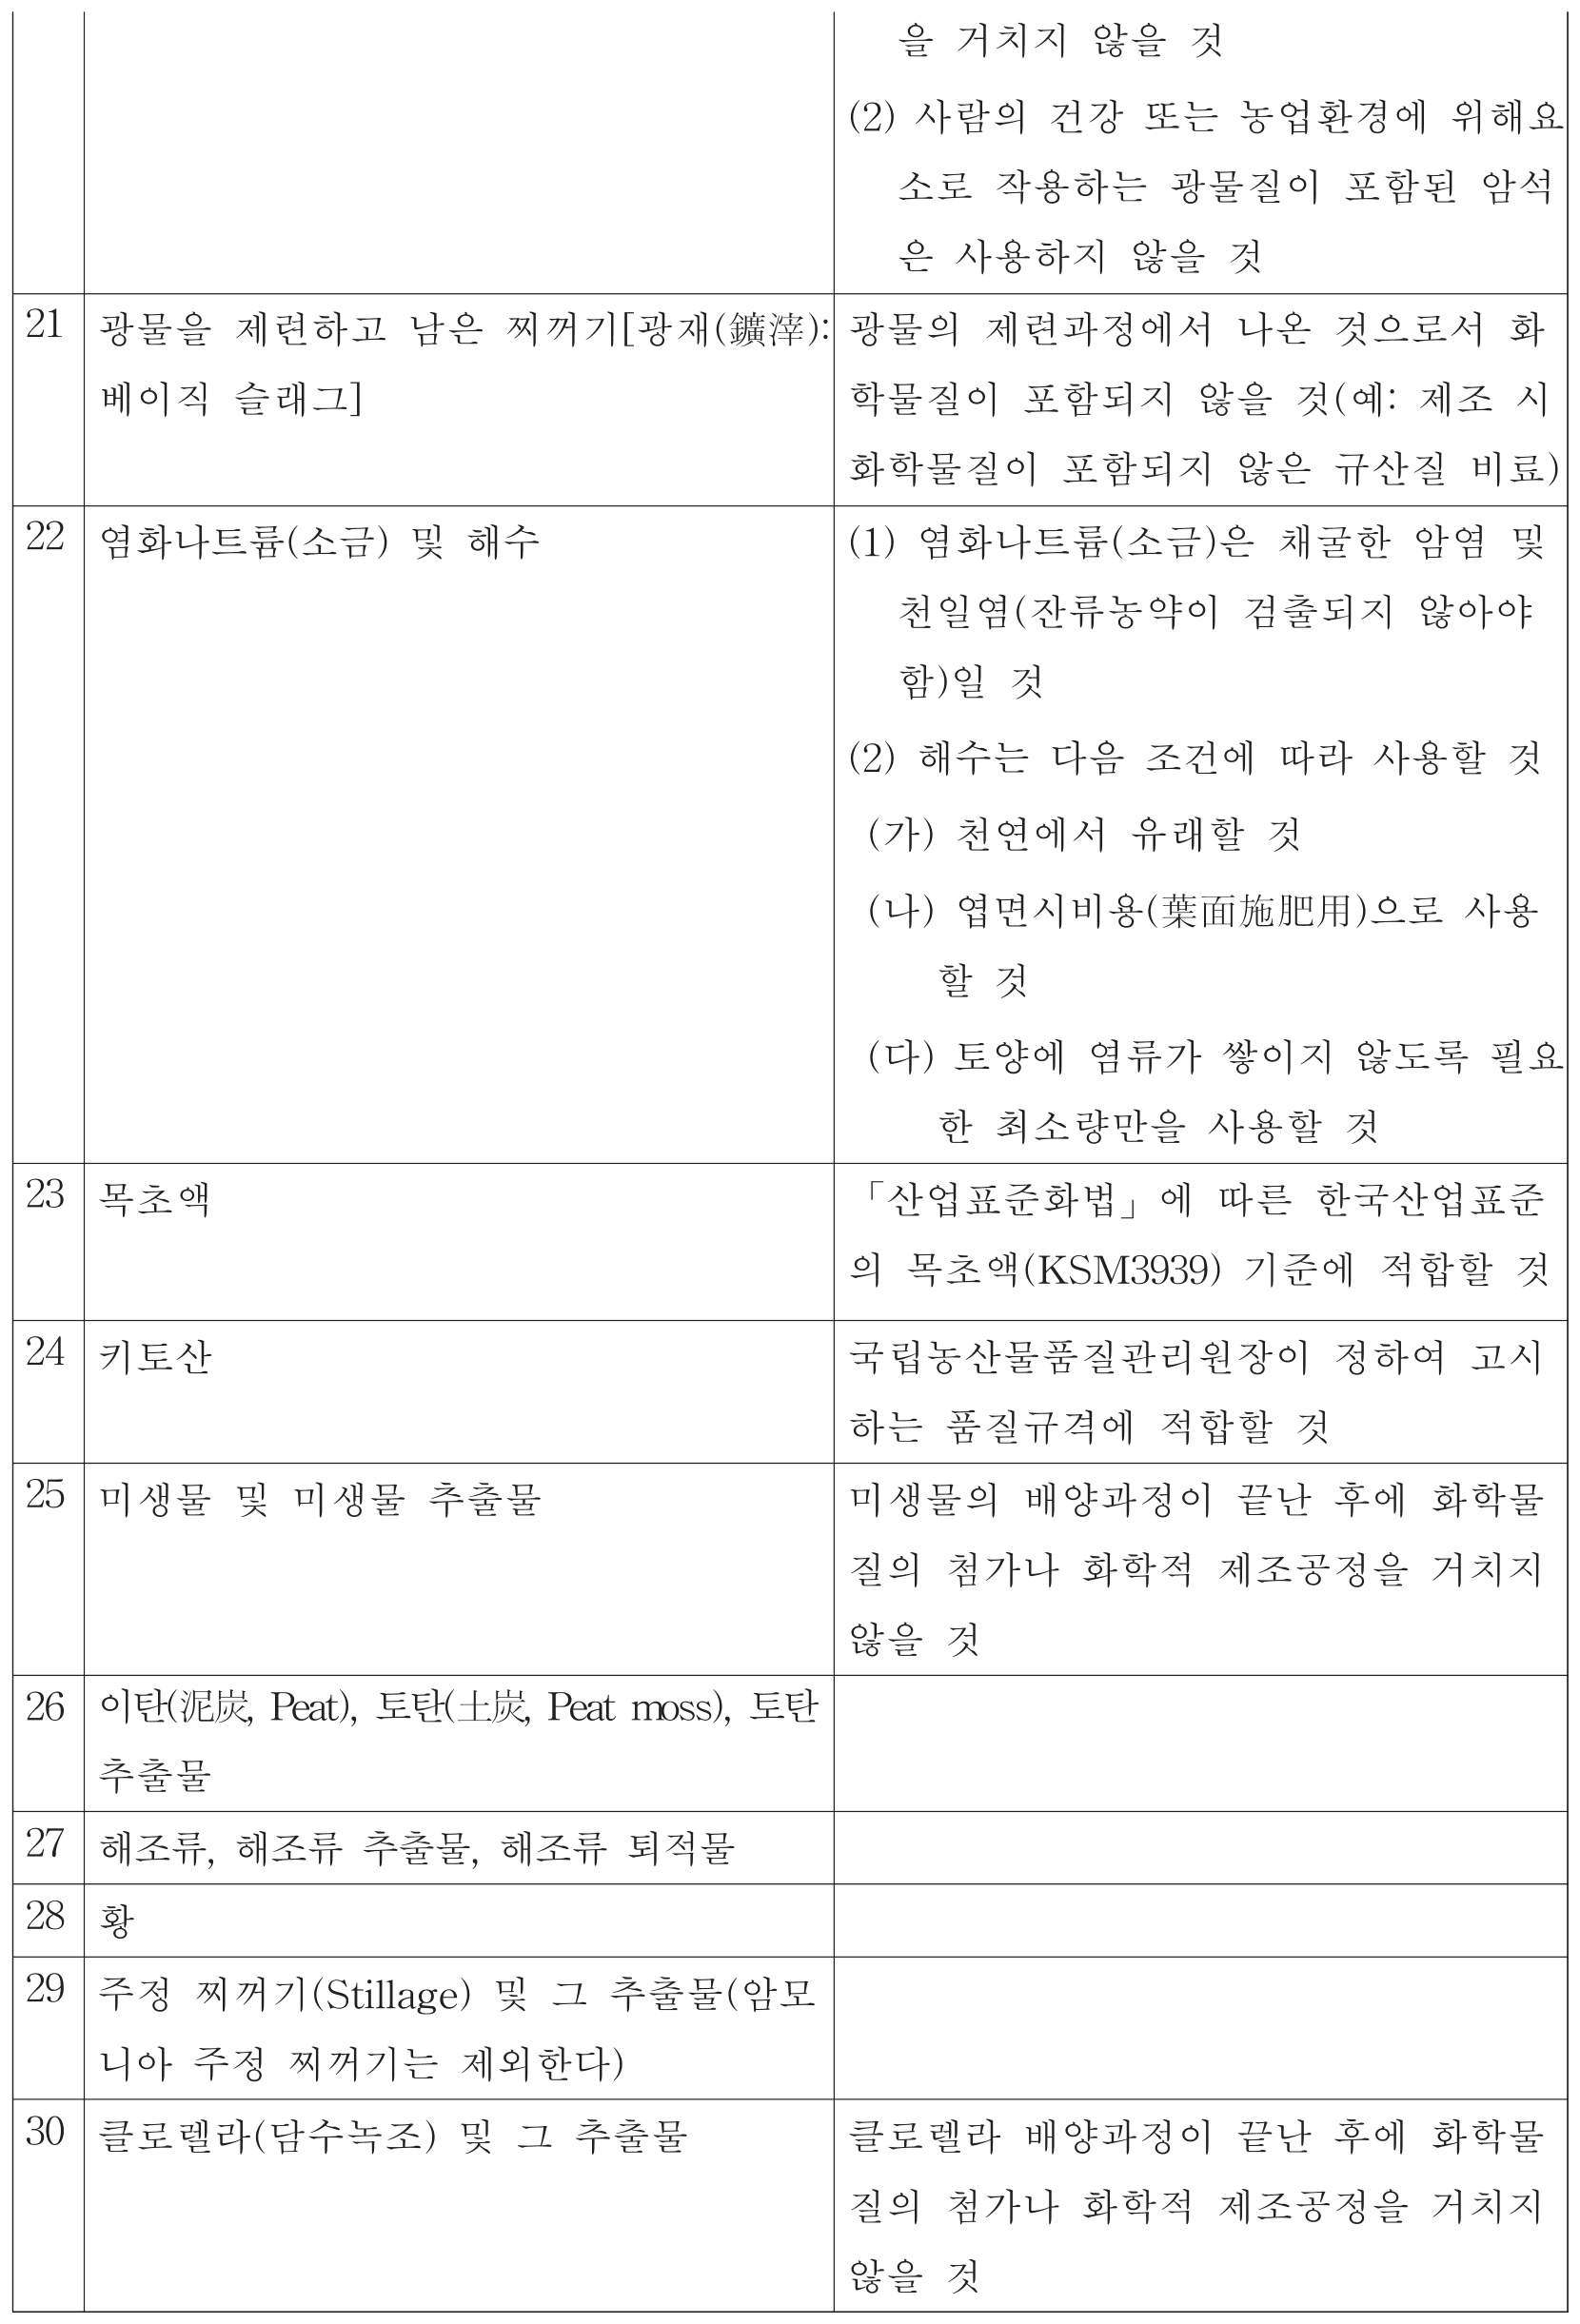 을 거치지 않을 것
(2) 사람의 건강 또는 농업환경에 위해요
소로 작용하는 광물질이 포함된 암석
은 사용하지 않을 것
21
광물을 제련하고 남은 찌꺼기[광재(鑛滓):
베이직 슬래그]
광물의 제련과정에서 나온 것으로서 화
학물질이 포함되지 않을 것(예: 제조 시
화학물질이 포함되지 않은 규산질 비료)
22
염화나트륨(소금) 및 해수
(1) 염화나트륨(소금)은 채굴한 암염 및
천일염(잔류농약이 검출되지 않아야
함)일 것
(2) 해수는 다음 조건에 따라 사용할 것
(가) 천연에서 유래할 것
(나) 엽면시비용(葉面施肥用)으로 사용
할 것
(다) 토양에 염류가 쌓이지 않도록 필요
한 최소량만을 사용할 것
23
목초액
「산업표준화법」에 따른 한국산업표준
의 목초액(KSM3939) 기준에 적합할 것
24
키토산
국립농산물품질관리원장이 정하여 고시
하는 품질규격에 적합할 것
25
미생물 및 미생물 추출물
미생물의 배양과정이 끝난 후에 화학물
질의 첨가나 화학적 제조공정을 거치지
않을 것
26
이탄(泥炭, Peat), 토탄(土炭, Peat moss), 토탄
추출물
27
해조류, 해조류 추출물, 해조류 퇴적물
28
황
29
주정 찌꺼기(Stillage) 및 그 추출물(암모
니아 주정 찌꺼기는 제외한다)
30
클로렐라(담수녹조) 및 그 추출물
클로렐라 배양과정이 끝난 후에 화학물
질의 첨가나 화학적 제조공정을 거치지
않을 것